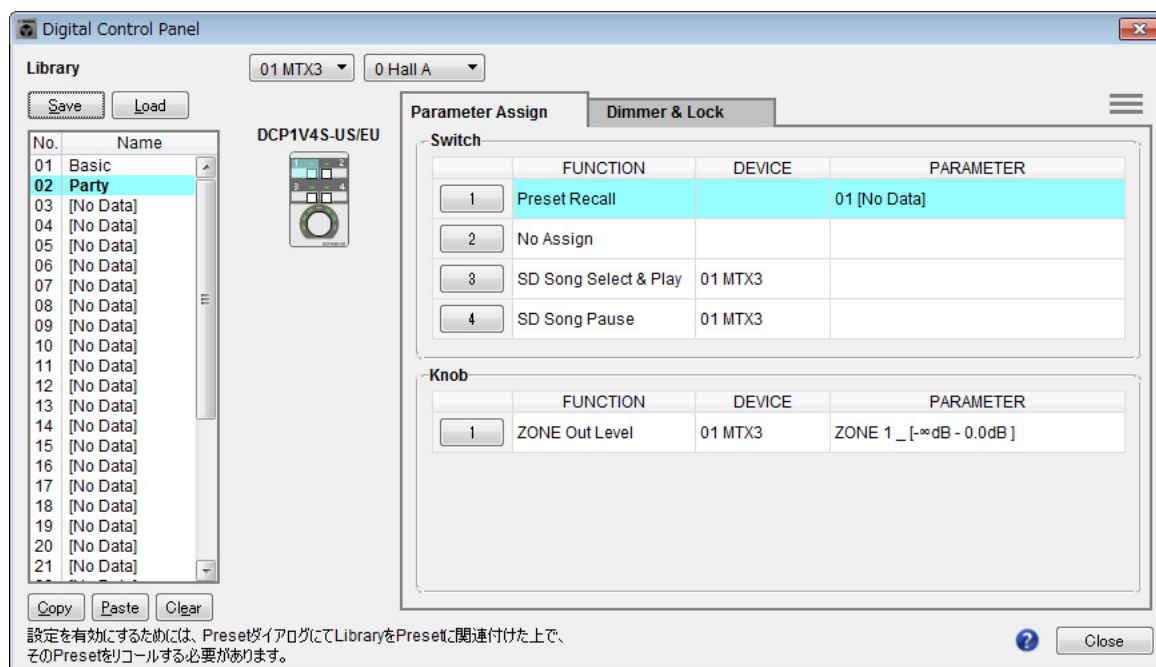 Digital Control Panel
Library
01 MTX3
0 Hall A
Save
Load
No. Name
01 Basic
02 Party
03 [No Data]
04 [No Data]
05 [No Data]
06 [No Data]
07 [No Data]
08 [No Data]
09 [No Data]
10 [No Data]
11 [No Data]
12 [No Data]
13 [No Data]
14 [No Data]
15 [No Data]
16 [No Data]
17 [No Data]
18 [No Data]
19 [No Data]
20 [No Data]
21 [No Data]
Copy
Paste
Clear
DCP1V4S-US/EU
1 2
3 4
Parameter Assign
Dimmer & Lock
Switch
FUNCTION DEVICE PARAMETER
1 Preset Recall 01 [No Data]
2 No Assign
3 SD Song Select & Play 01 MTX3
4 SD Song Pause 01 MTX3
Knob
FUNCTION DEVICE PARAMETER
1 ZONE Out Level 01 MTX3 ZONE 1 _ [-∞dB - 0.0dB ]
設定を有効にするためには、PresetダイアログにてLibraryをPresetに関連付けた上で、
そのPresetをリコールする必要があります。
?
Close